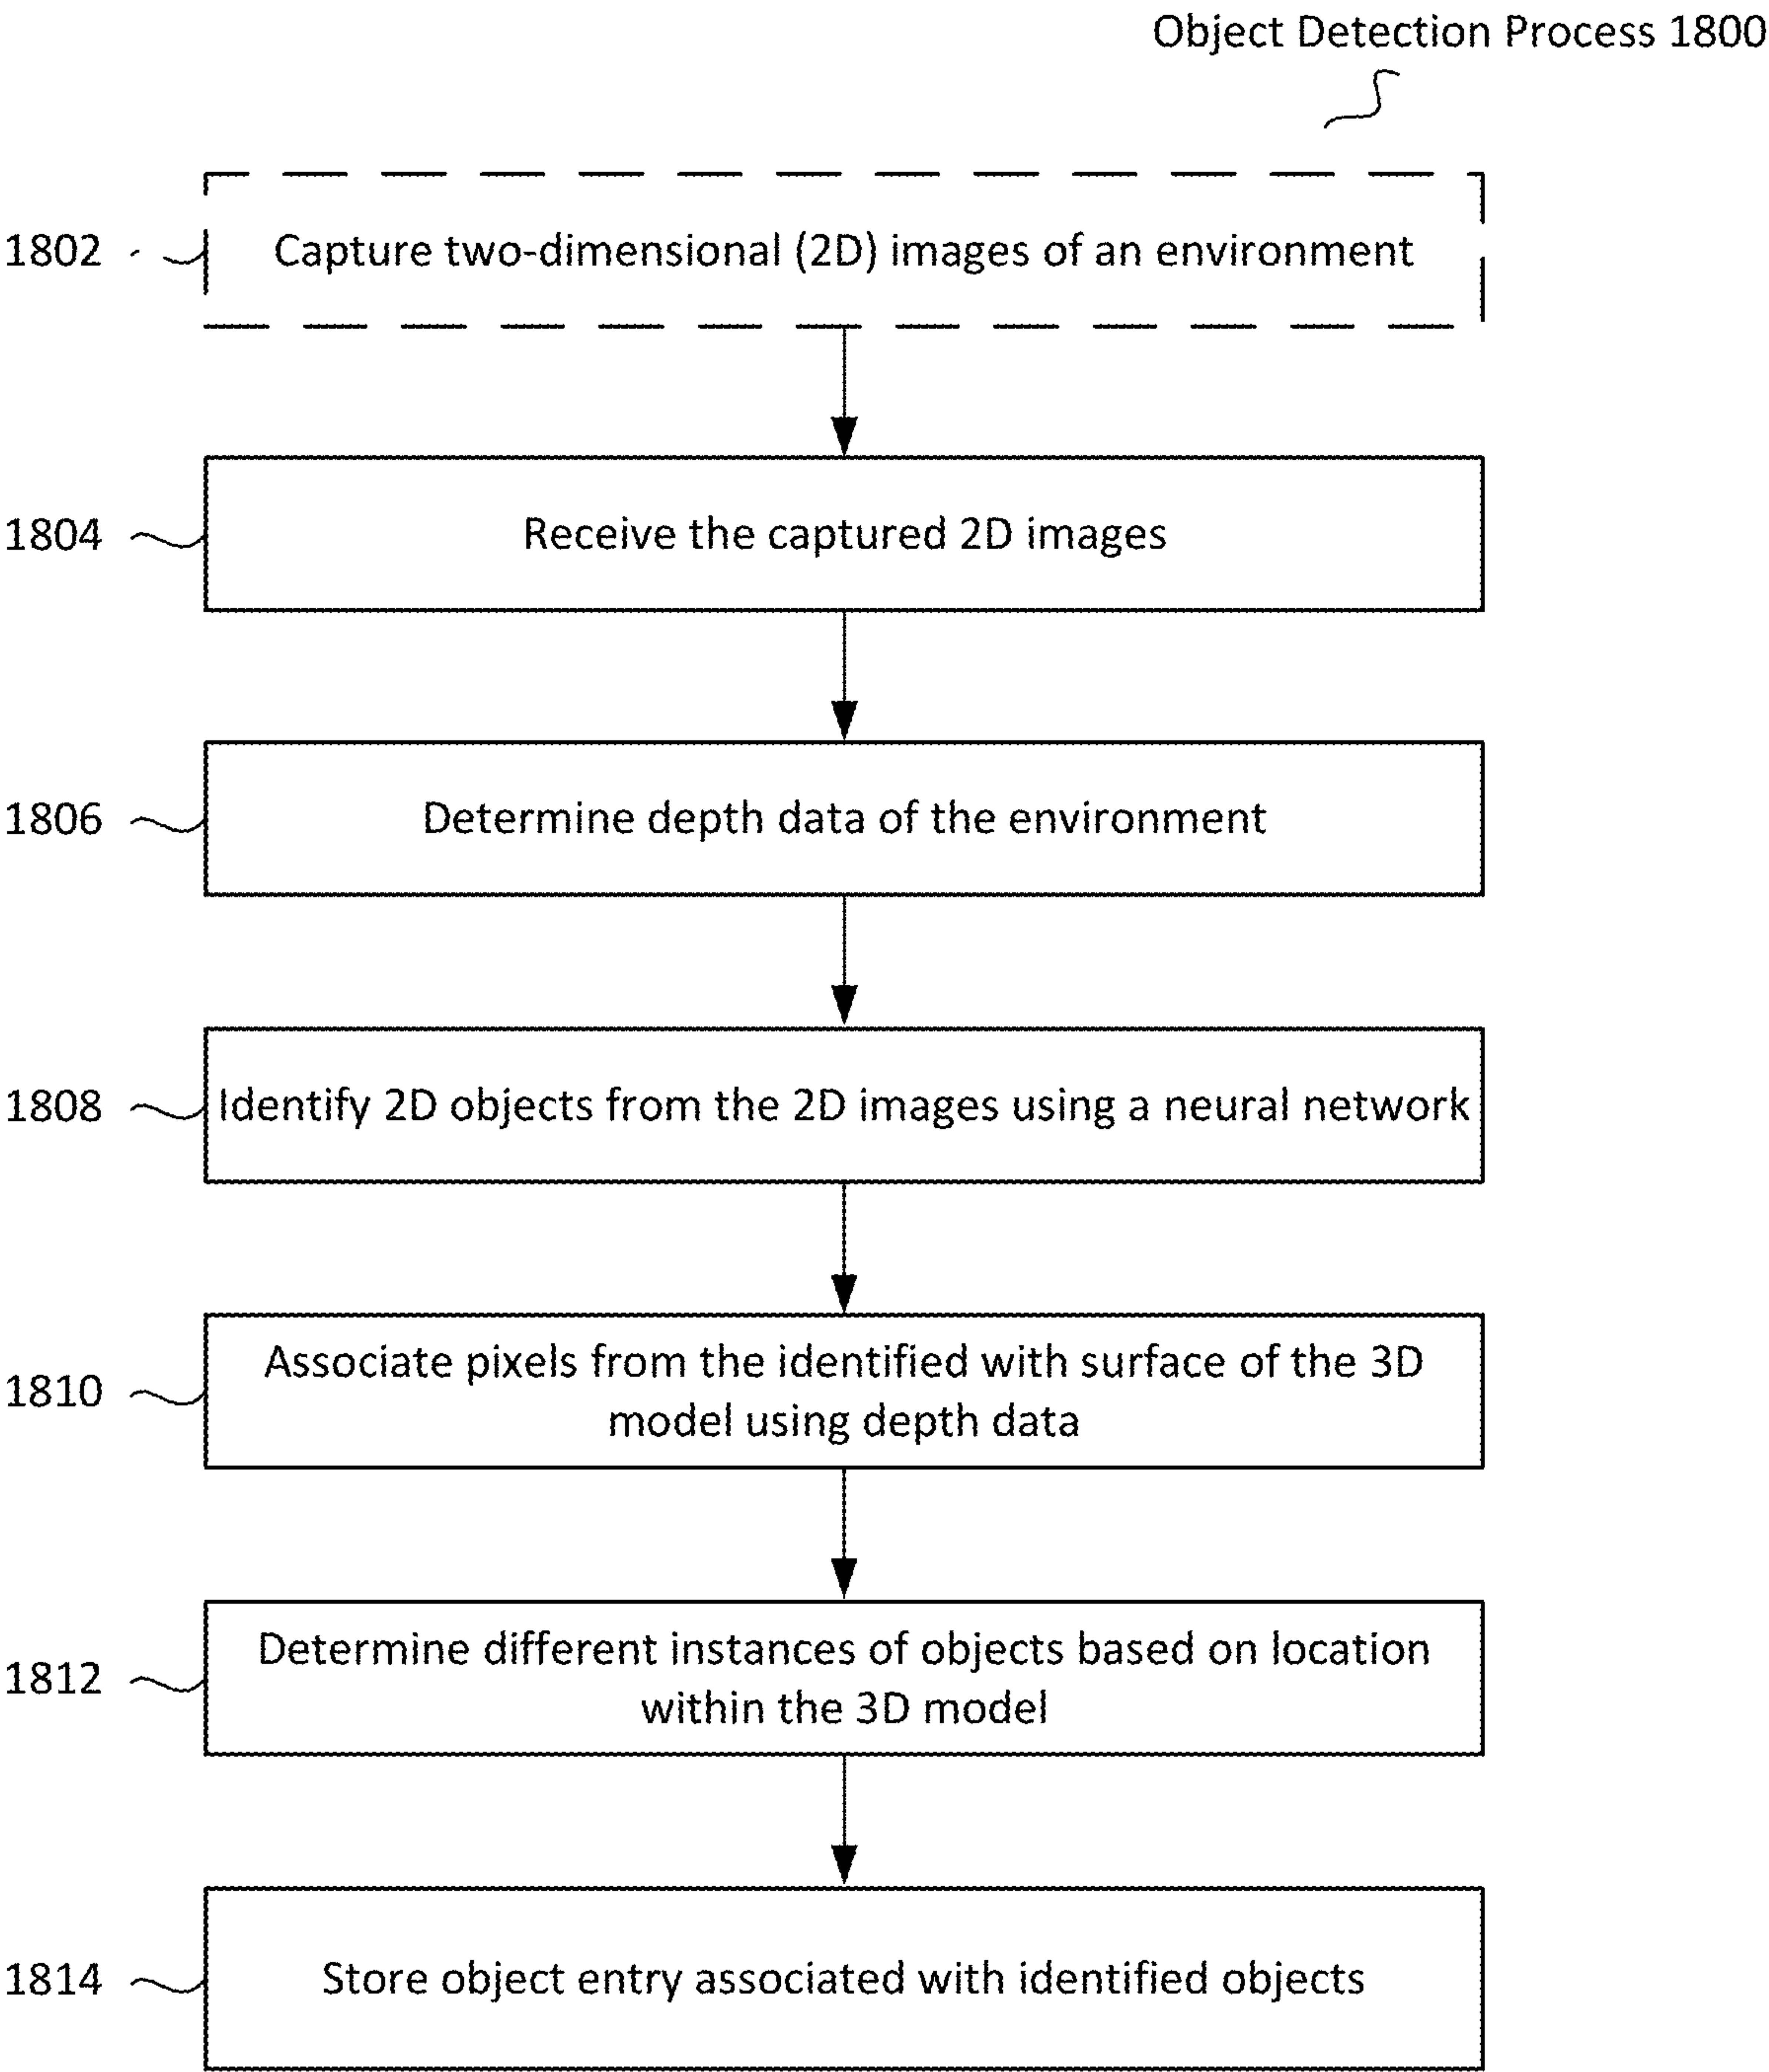 Object Detection Process 1800
1802
Capture two-dimensional (2D) images of an environment
1804
Receive the captured 2D images
1806
Determine depth data of the environment
1808
Identify 2D objects from the 2D images using a neural network
1810
Associate pixels from the identified with surface of the 3D
model using depth data
1812
Determine different instances of objects based on location
within the 3D model
1814
Store object entry associated with identified objects